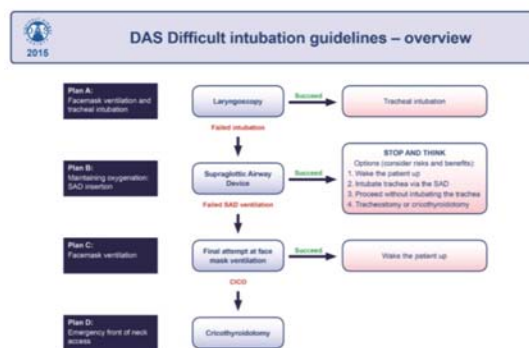 DAS Difficult intubation guidelines – overview
2015
Plan A:
Facemask ventilation and
tracheal intubation
Laryngoscopy
Succeed
Tracheal intubation
Failed intubation
Plan B:
Maintaining oxygenation:
SAD insertion
Supraglottic Airway
Device
Succeed
STOP AND THINK
Options (consider risks and benefits):
1. Wake the patient up
2. Intubate trachea via the SAD
3. Proceed without intubating the trachea
4. Tracheostomy or cricothyroidotomy
Failed SAD ventilation
Plan C:
Facemask ventilation
Final attempt at face
mask ventilation
Succeed
Wake the patient up
CICO
Plan D:
Emergency front of neck
access
Cricothyroidotomy